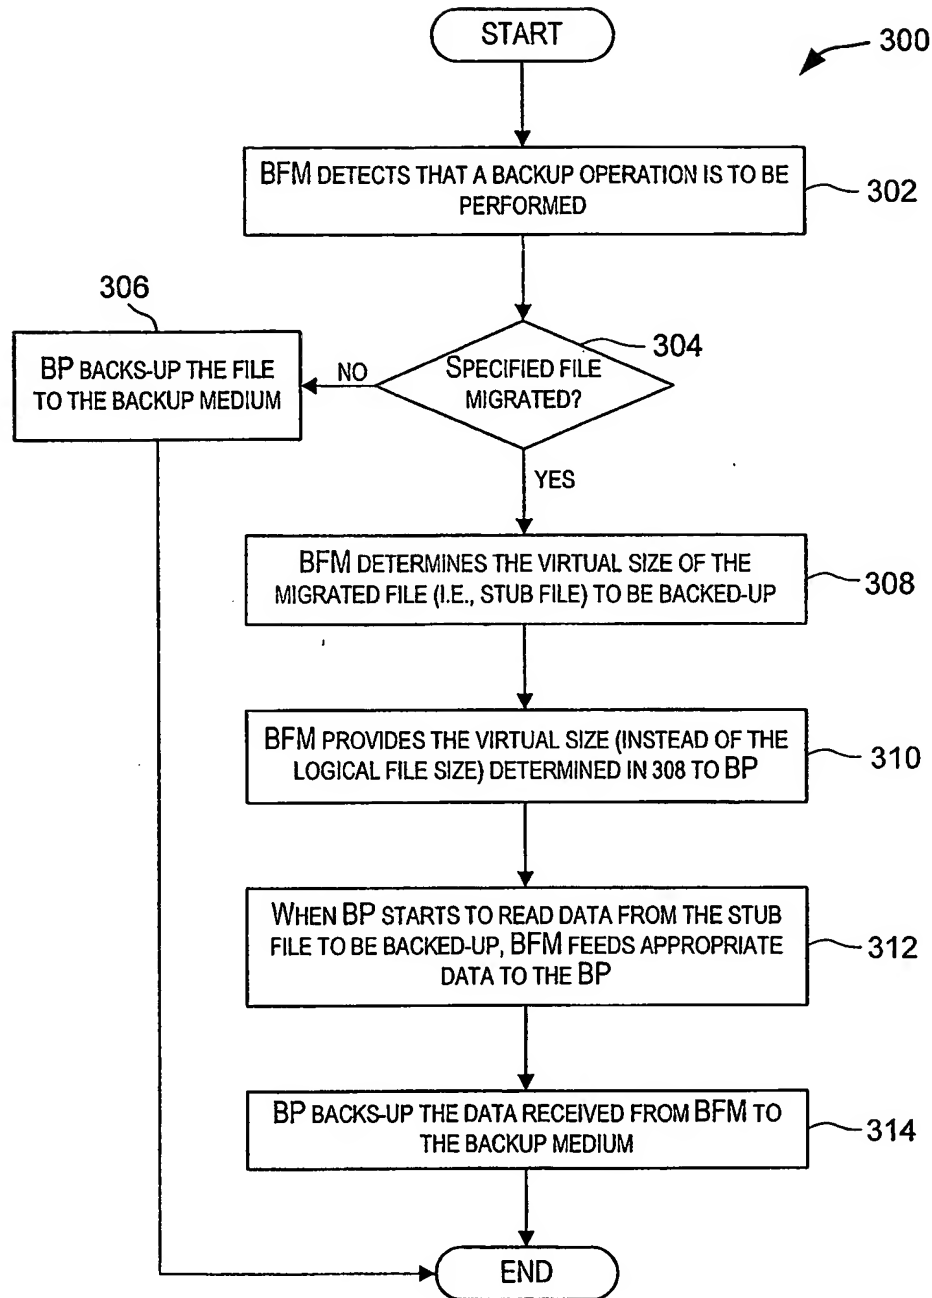 START
300
BFM DETECTS THAT A BACKUP OPERATION IS TO BE
PERFORMED
302
306
304
SPECIFIED FILE
MIGRATED?
NO
BP BACKS-UP THE FILE
TO THE BACKUP MEDIUM
YES
BFM DETERMINES THE VIRTUAL SIZE OF THE
MIGRATED FILE (I.E., STUB FILE) TO BE BACKED-UP
308
BFM PROVIDES THE VIRTUAL SIZE (INSTEAD OF THE
LOGICAL FILE SIZE) DETERMINED IN 308 TO BP
310
WHEN BP STARTS TO READ DATA FROM THE STUB
FILE TO BE BACKED-UP, BFM FEEDS APPROPRIATE
DATA TO THE BP
312
BP BACKS-UP THE DATA RECEIVED FROM BFM TO
THE BACKUP MEDIUM
314
END